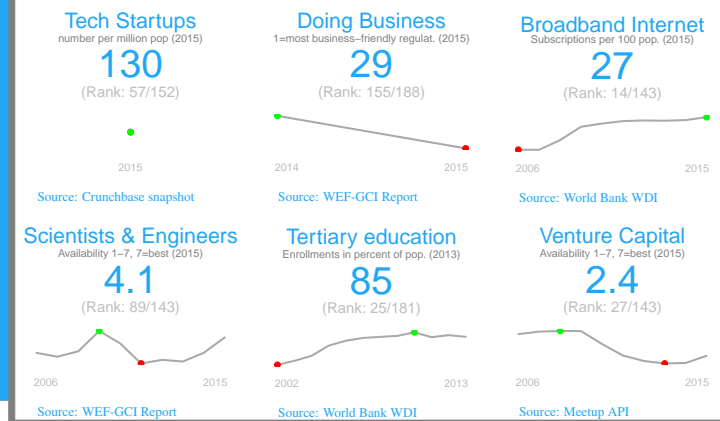 Tech Startups
number per million pop (2015)
130
(Rank: 57/152)
2015
Source: Crunchbase snapshot
Doing Business
1=most business−friendly regulat. (2015)
29
(Rank: 155/188)
2014 2015
Source: WEF-GCI Report
Broadband Internet
Subscriptions per 100 pop. (2015)
27
(Rank: 14/143)
2006 2015
Source: World Bank WDI
Scientists & Engineers
Availability 1−7, 7=best (2015)
4.1
(Rank: 89/143)
2006 2015
Source: WEF-GCI Report
Tertiary education
Enrollments in percent of pop. (2013)
85
(Rank: 25/181)
2002 2013
Source: World Bank WDI
Venture Capital
Availability 1−7, 7=best (2015)
2.4
(Rank: 27/143)
2006 2015
Source: Meetup API